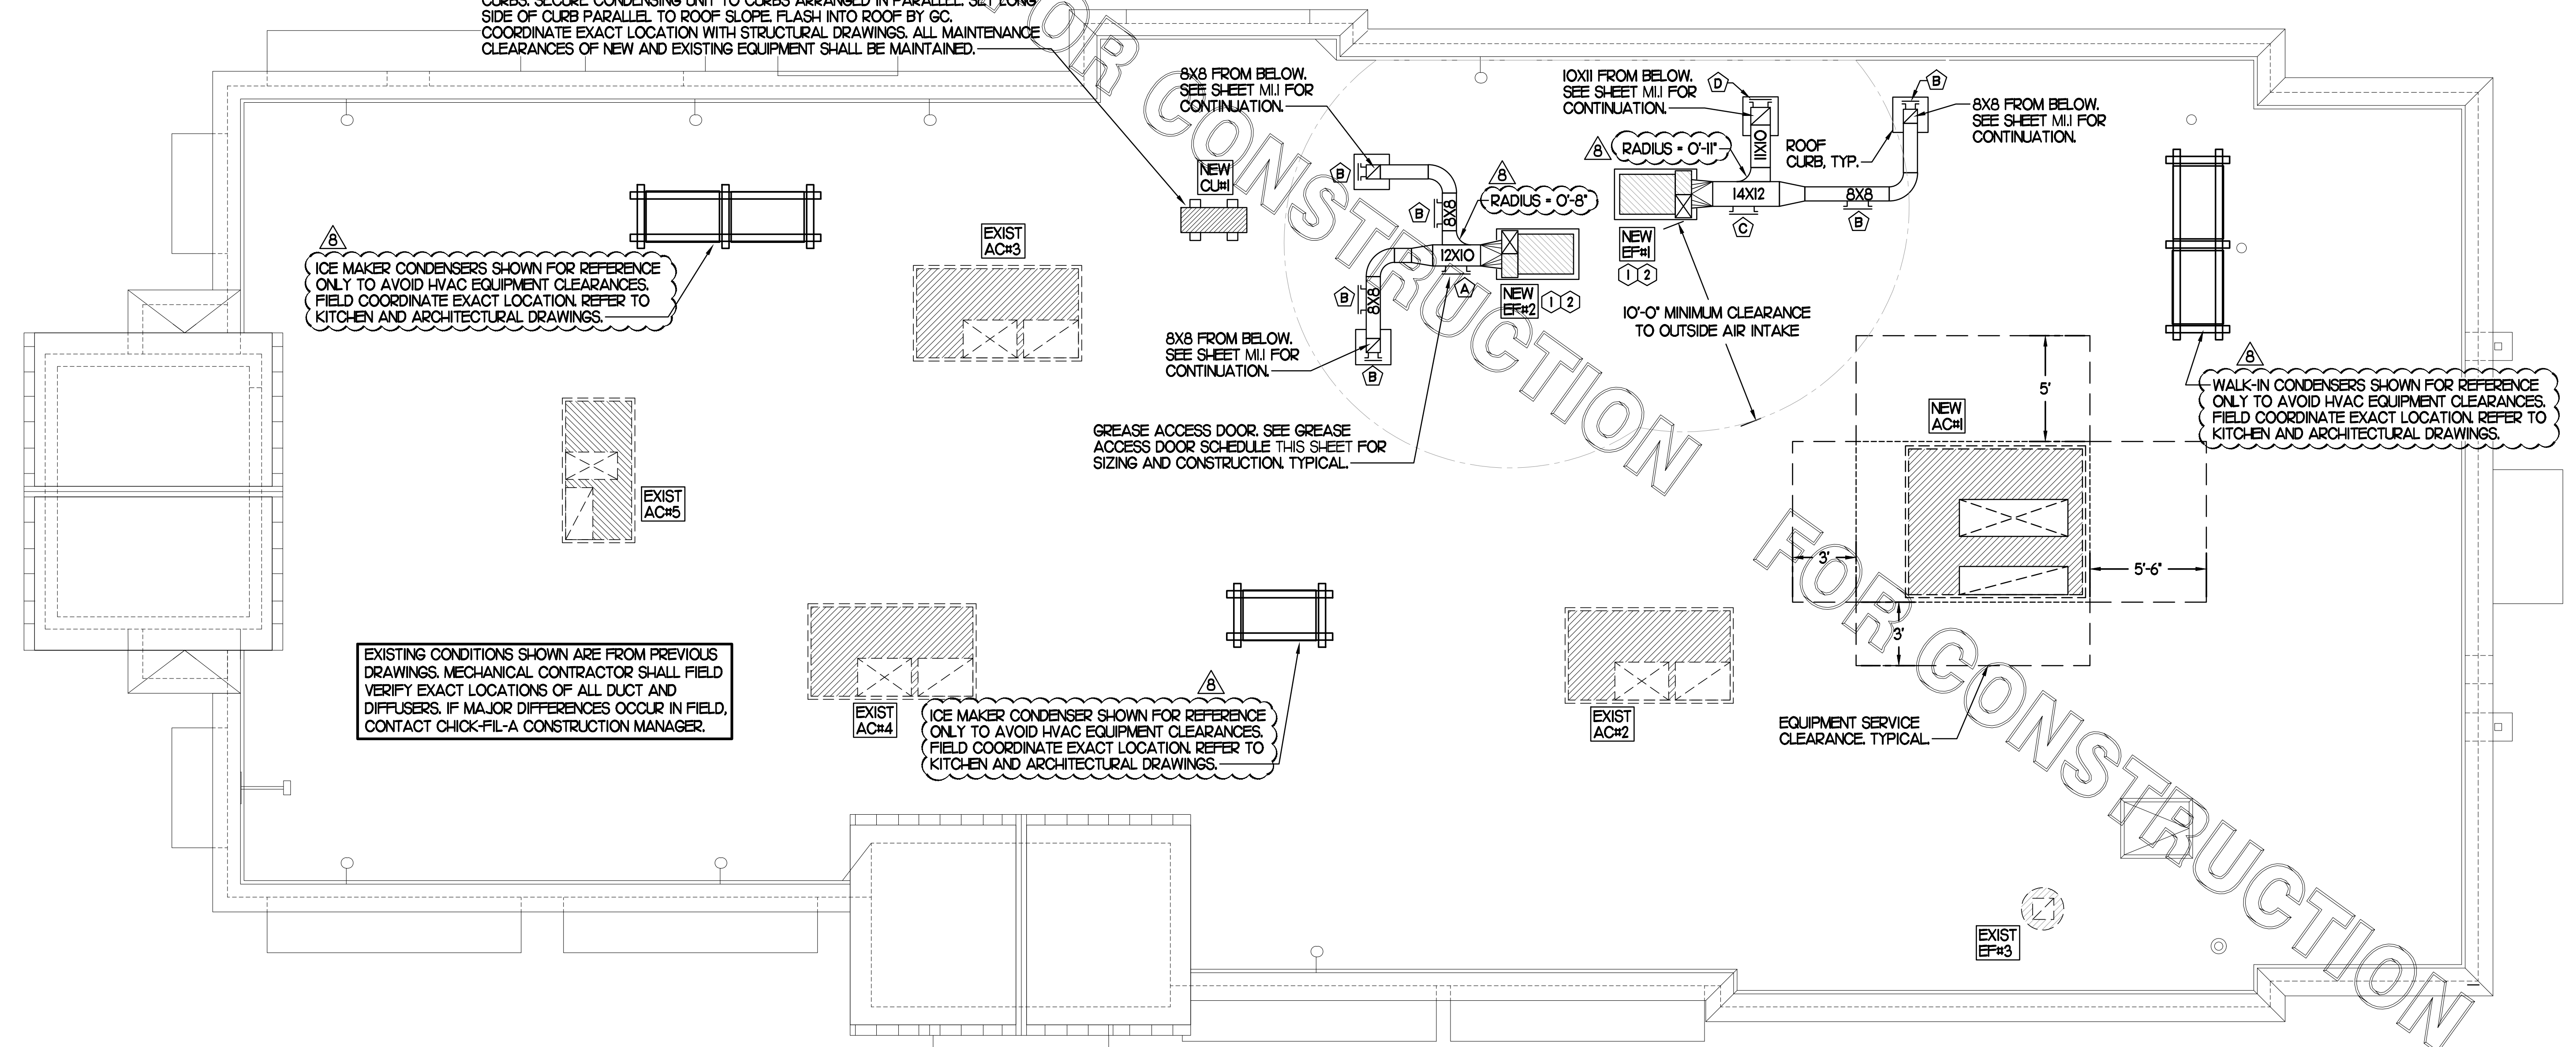 CURBS. SECURE CONDENSING UNIT TO CURBS ARRANGED IN PARALLEL. SET LONG
SIDE OF CURB PARALLEL TO ROOF SLOPE. FLASH INTO ROOF BY GC.
COORDINATE EXACT LOCATION WITH STRUCTURAL DRAWINGS. ALL MAINTENANCE
CLEARANCES OF NEW AND EXISTING EQUIPMENT SHALL BE MAINTAINED.
FOR CONSTRUCTION
8X8 FROM BELOW.
SEE SHEET M1.1 FOR
CONTINUATION.
10X11 FROM BELOW.
SEE SHEET M1.1 FOR
CONTINUATION.
D
B
8X8 FROM BELOW.
SEE SHEET M1.1 FOR
CONTINUATION.
8
RADIUS = 0'-11"
11X10
ROOF
CURB, TYP.
NEW
CU#1
B
8
RADIUS = 0'-8"
B
8X8
12X10
A
14X12
C
8X8
B
NEW
EF#1
1 2
NEW
EF#2
1 2
B
8X8
B
8X8 FROM BELOW.
SEE SHEET M1.1 FOR
CONTINUATION.
10'-0" MINIMUM CLEARANCE
TO OUTSIDE AIR INTAKE
8
ICE MAKER CONDENSERS SHOWN FOR REFERENCE
ONLY TO AVOID HVAC EQUIPMENT CLEARANCES.
FIELD COORDINATE EXACT LOCATION. REFER TO
KITCHEN AND ARCHITECTURAL DRAWINGS.
EXIST
AC#3
8
WALK-IN CONDENSERS SHOWN FOR REFERENCE
ONLY TO AVOID HVAC EQUIPMENT CLEARANCES.
FIELD COORDINATE EXACT LOCATION. REFER TO
KITCHEN AND ARCHITECTURAL DRAWINGS.
GREASE ACCESS DOOR. SEE GREASE
ACCESS DOOR SCHEDULE THIS SHEET FOR
SIZING AND CONSTRUCTION. TYPICAL.
NEW
AC#1
5'
3'
5'-6"
3'
EXIST
AC#5
EXISTING CONDITIONS SHOWN ARE FROM PREVIOUS
DRAWINGS. MECHANICAL CONTRACTOR SHALL FIELD
VERIFY EXACT LOCATIONS OF ALL DUCT AND
DIFFUSERS. IF MAJOR DIFFERENCES OCCUR IN FIELD,
CONTACT CHICK-FIL-A CONSTRUCTION MANAGER.
EXIST
AC#4
8
ICE MAKER CONDENSER SHOWN FOR REFERENCE
ONLY TO AVOID HVAC EQUIPMENT CLEARANCES.
FIELD COORDINATE EXACT LOCATION. REFER TO
KITCHEN AND ARCHITECTURAL DRAWINGS.
EXIST
AC#2
EQUIPMENT SERVICE
CLEARANCE. TYPICAL.
FOR CONSTRUCTION
EXIST
EF#3